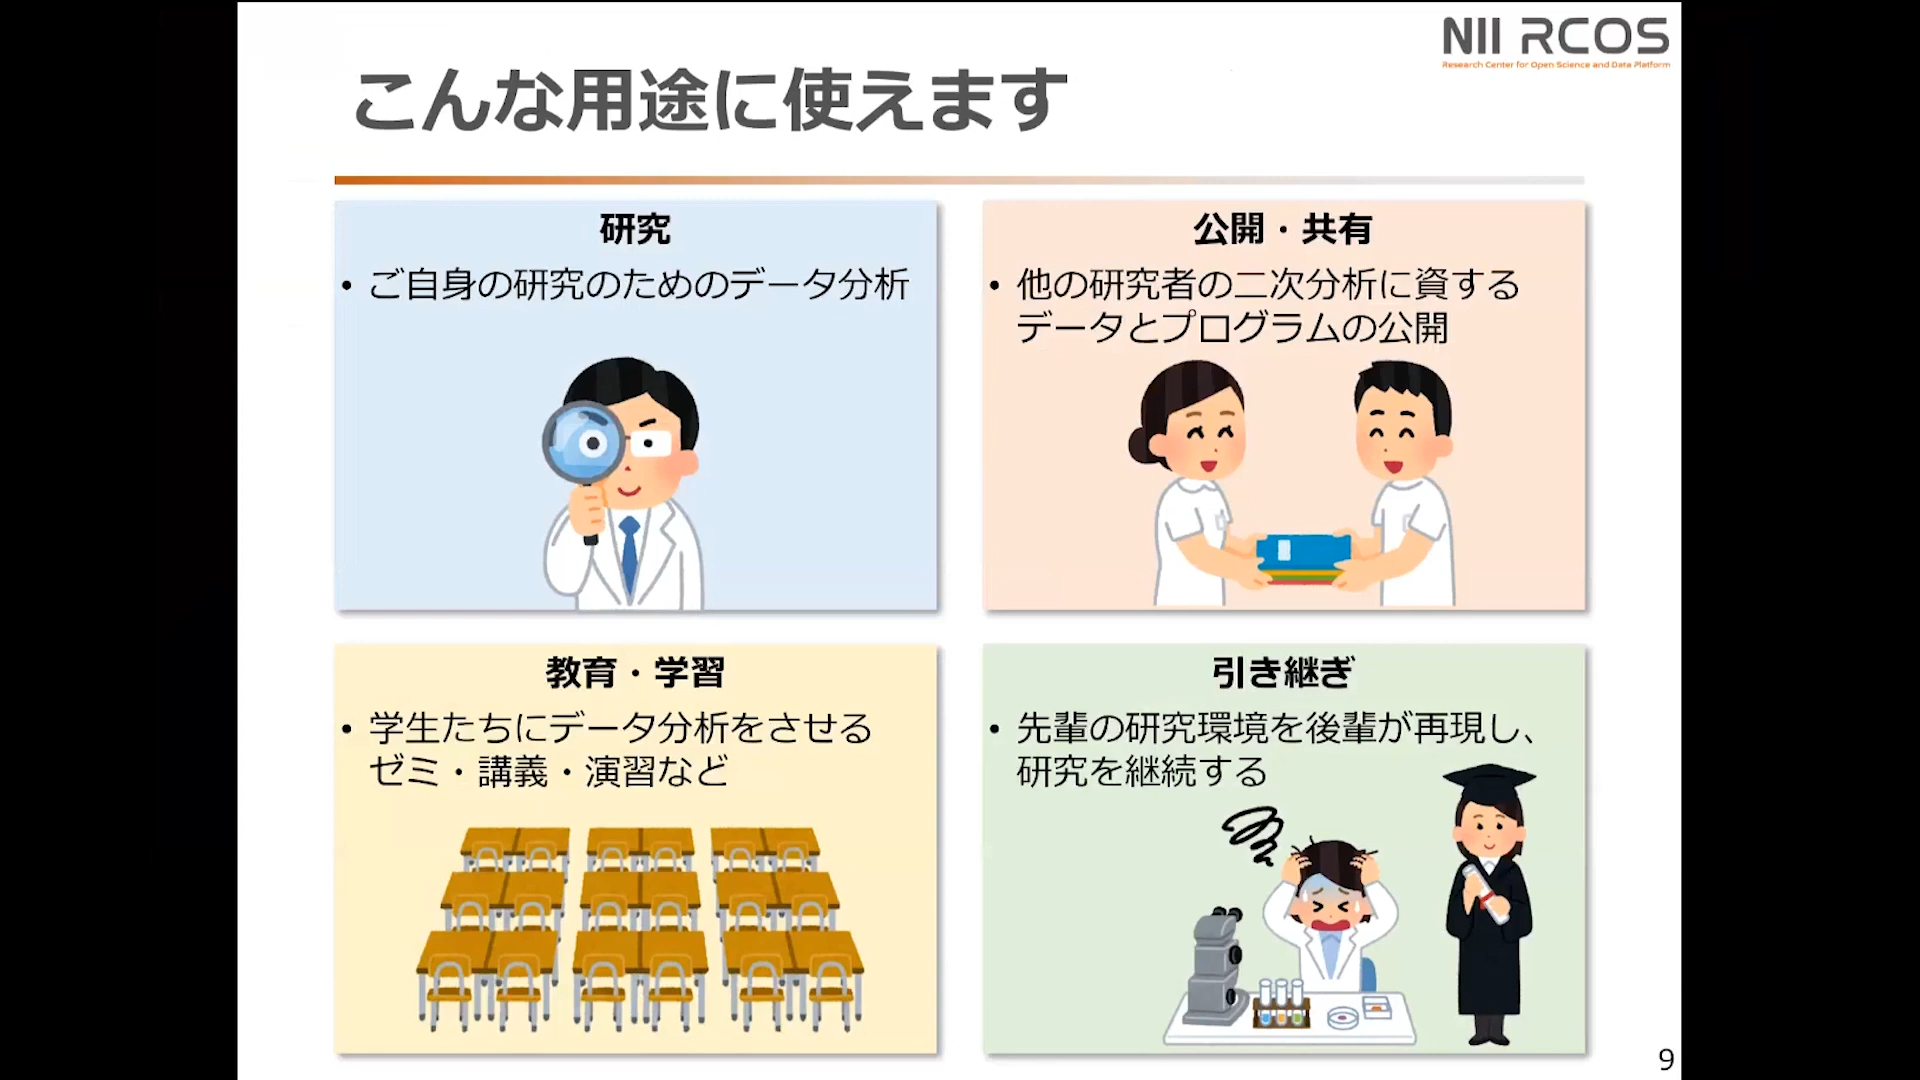 NII RCOS
Research Center for Open Science and Data Platform
こんな用途に使えます
研究
• ご自身の研究のためのデータ分析
公開・共有
• 他の研究者の二次分析に資する
データとプログラムの公開
教育・学習
• 学生たちにデータ分析をさせる
ゼミ・講義・演習など
引き継ぎ
• 先輩の研究環境を後輩が再現し、
研究を継続する
9